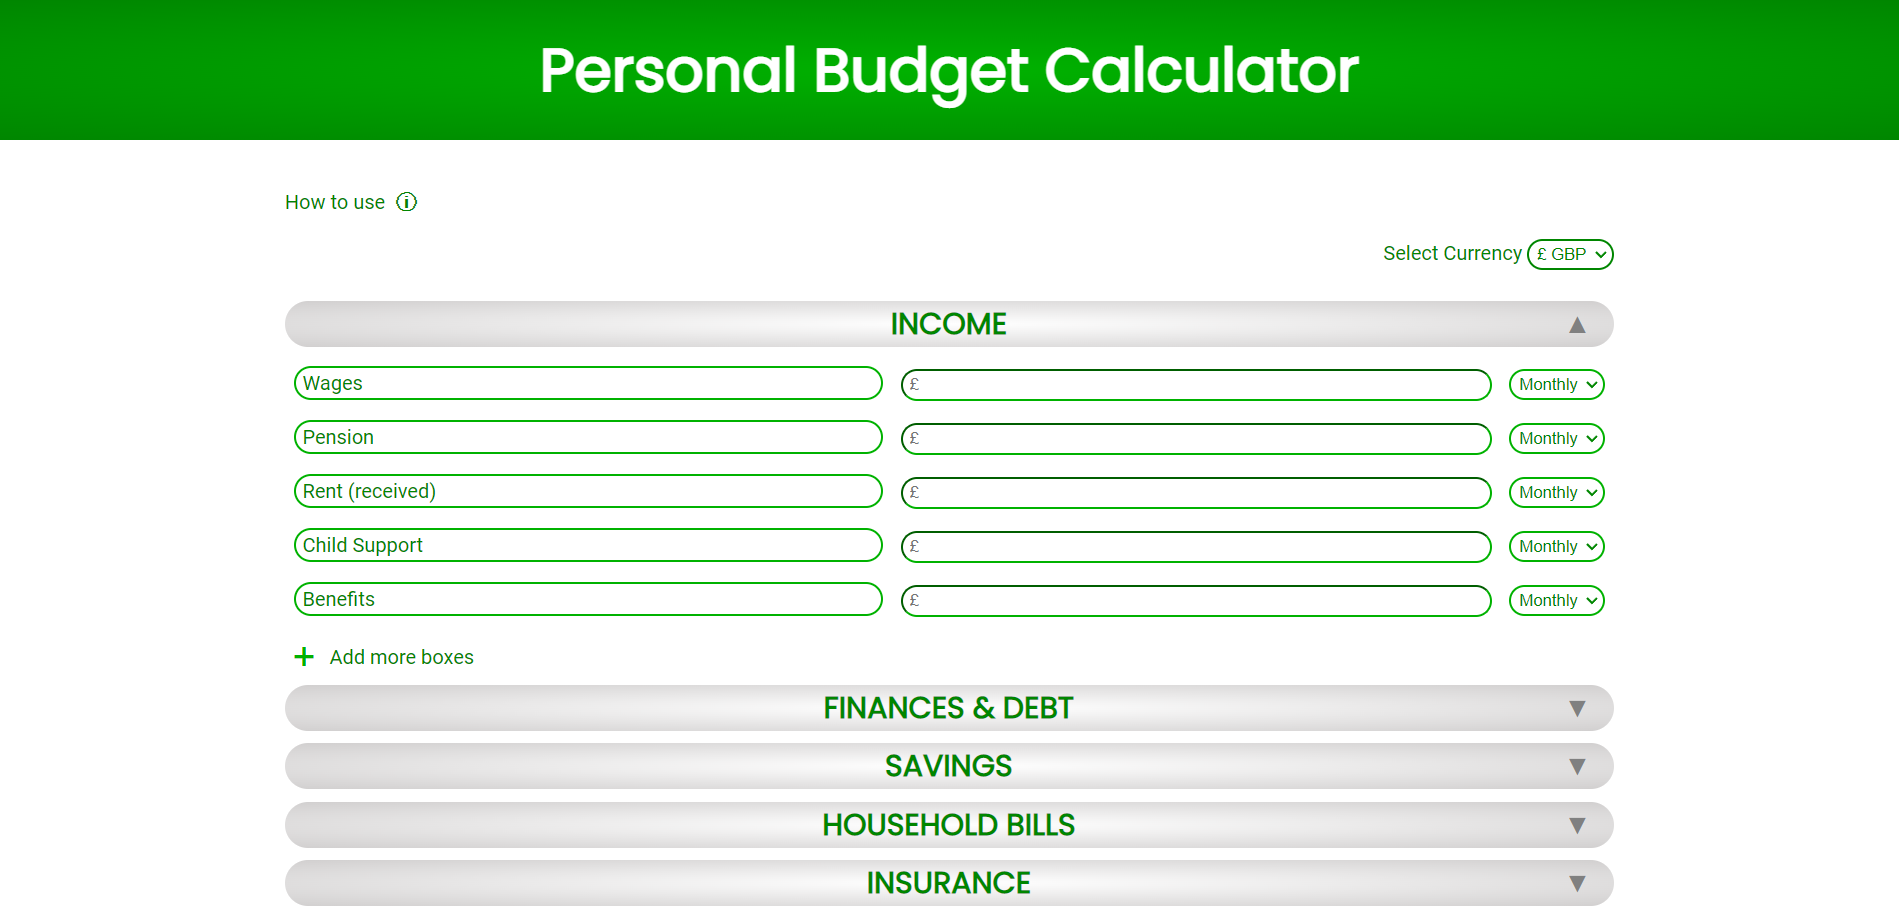 Personal Budget Calculator
How to use
Select Currency £ GBP
INCOME ▲
Wages £ Monthly
Pension £ Monthly
Rent (received) £ Monthly
Child Support £ Monthly
Benefits £ Monthly
+ Add more boxes
FINANCES & DEBT ▼
SAVINGS ▼
HOUSEHOLD BILLS ▼
INSURANCE ▼